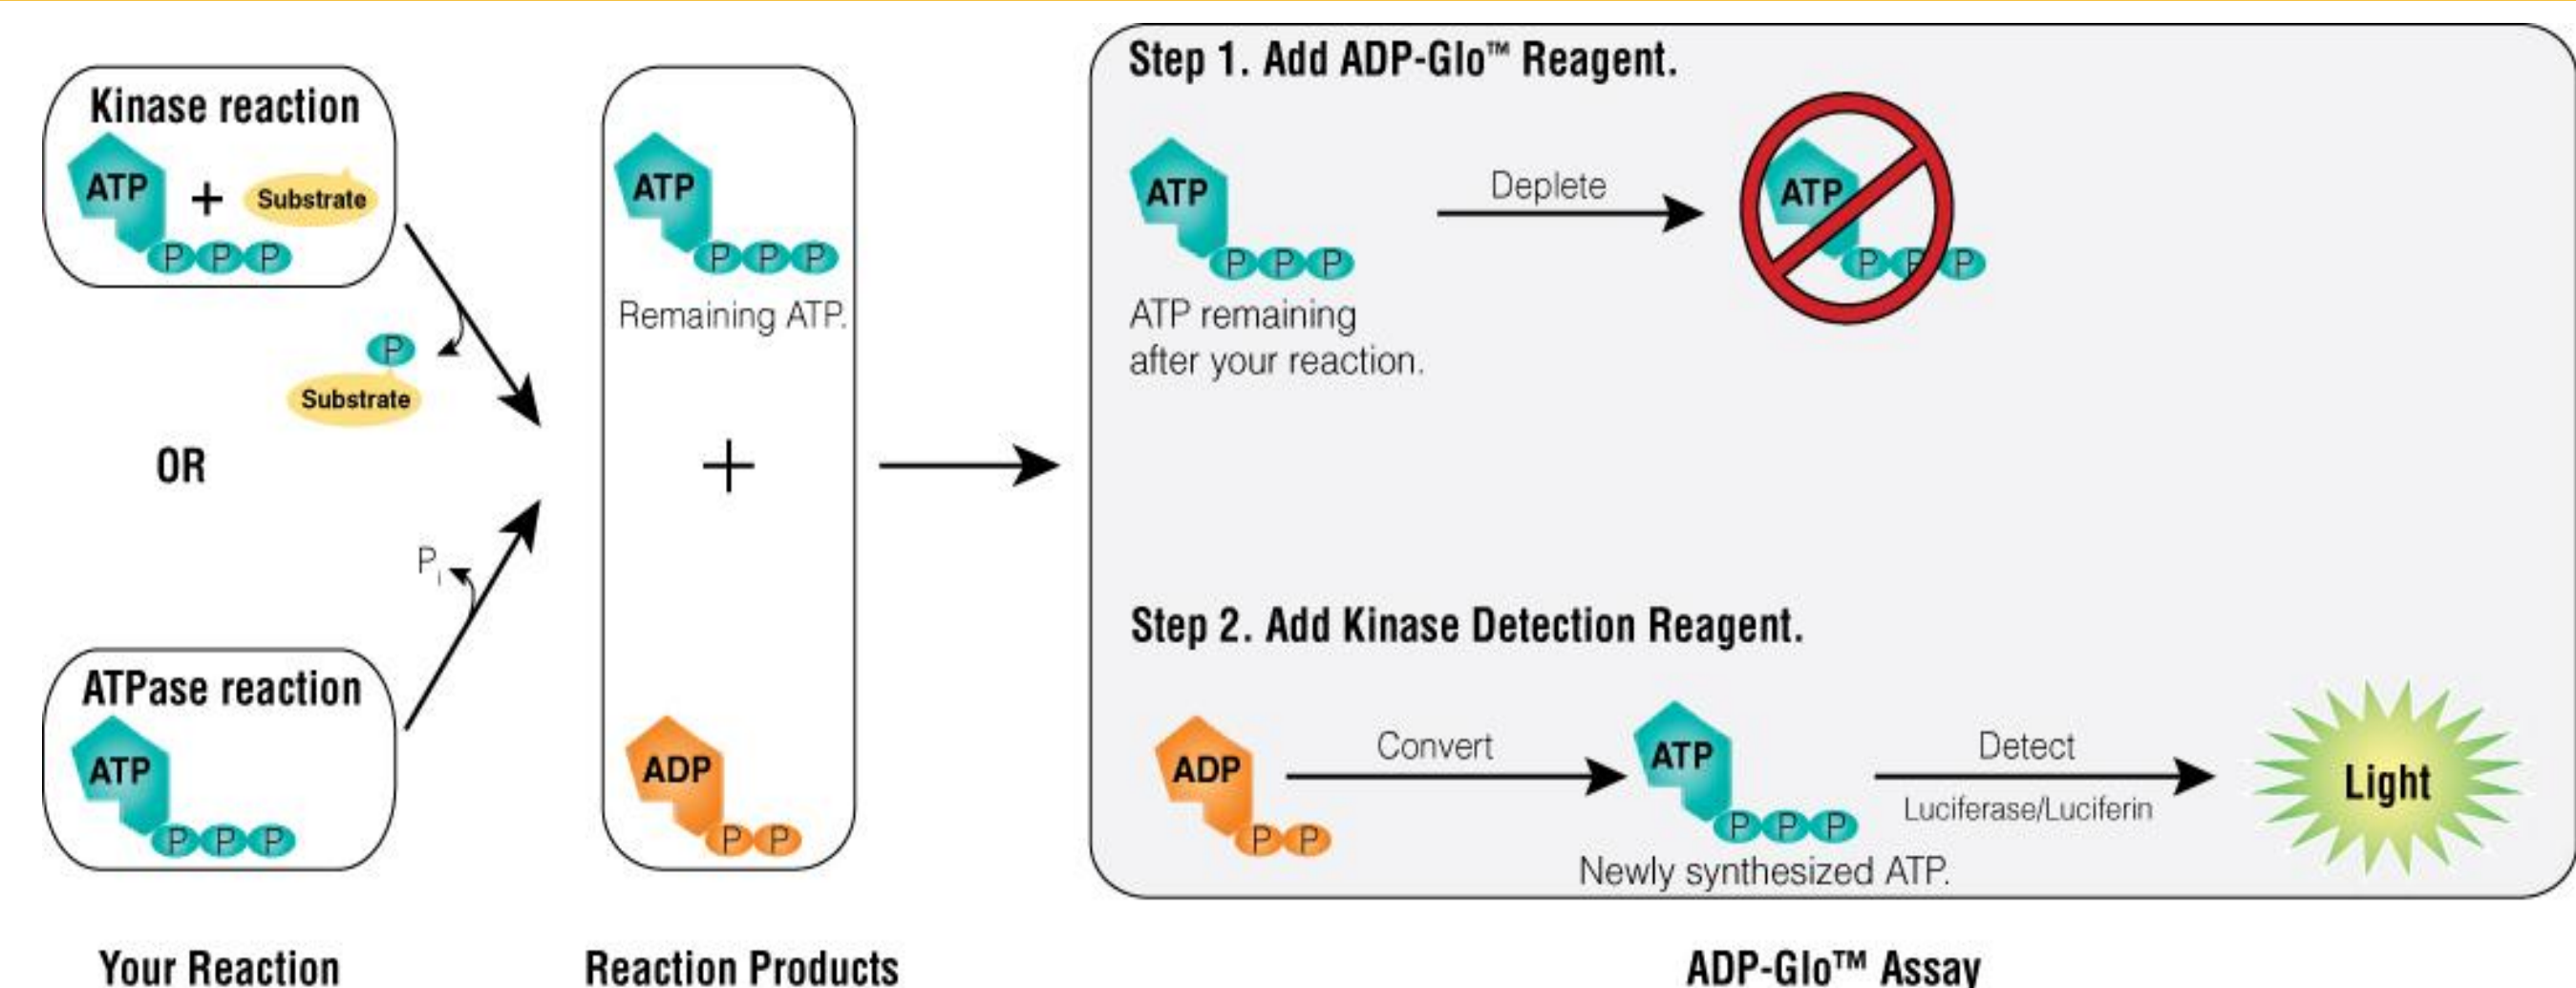 Kinase reaction
ATP
+
Substrate
P P P
P
Substrate
OR
P i
ATPase reaction
ATP
P P P
Your Reaction
ATP
P P P
Remaining ATP.
+
ADP
P P
Reaction Products
Step 1. Add ADP-Glo™ Reagent.
ATP
P P P
ATP remaining
after your reaction.
Deplete
ATP
P P P
Step 2. Add Kinase Detection Reagent.
ADP
P P
Convert
ATP
P P P
Newly synthesized ATP.
Detect
Luciferase/Luciferin
Light
ADP-Glo™ Assay